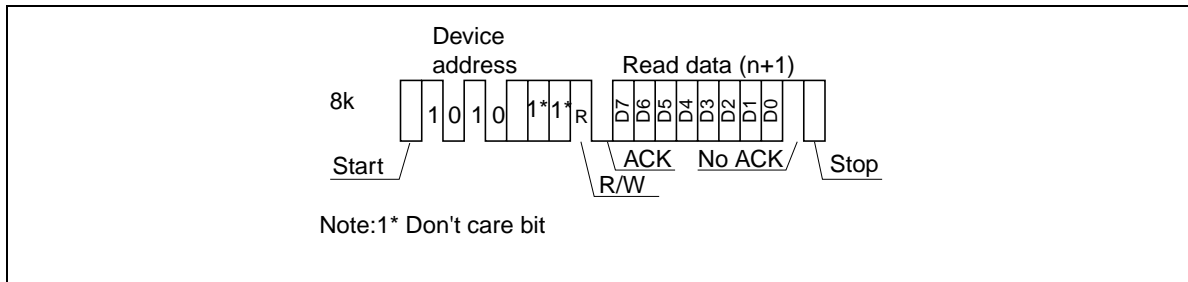 Device
address Read data (n+1)
8k 1 0 1 0 1* 1* R D7 D6 D5 D4 D3 D2 D1 D0
Start ACK No ACK Stop
R/W
Note:1* Don't care bit